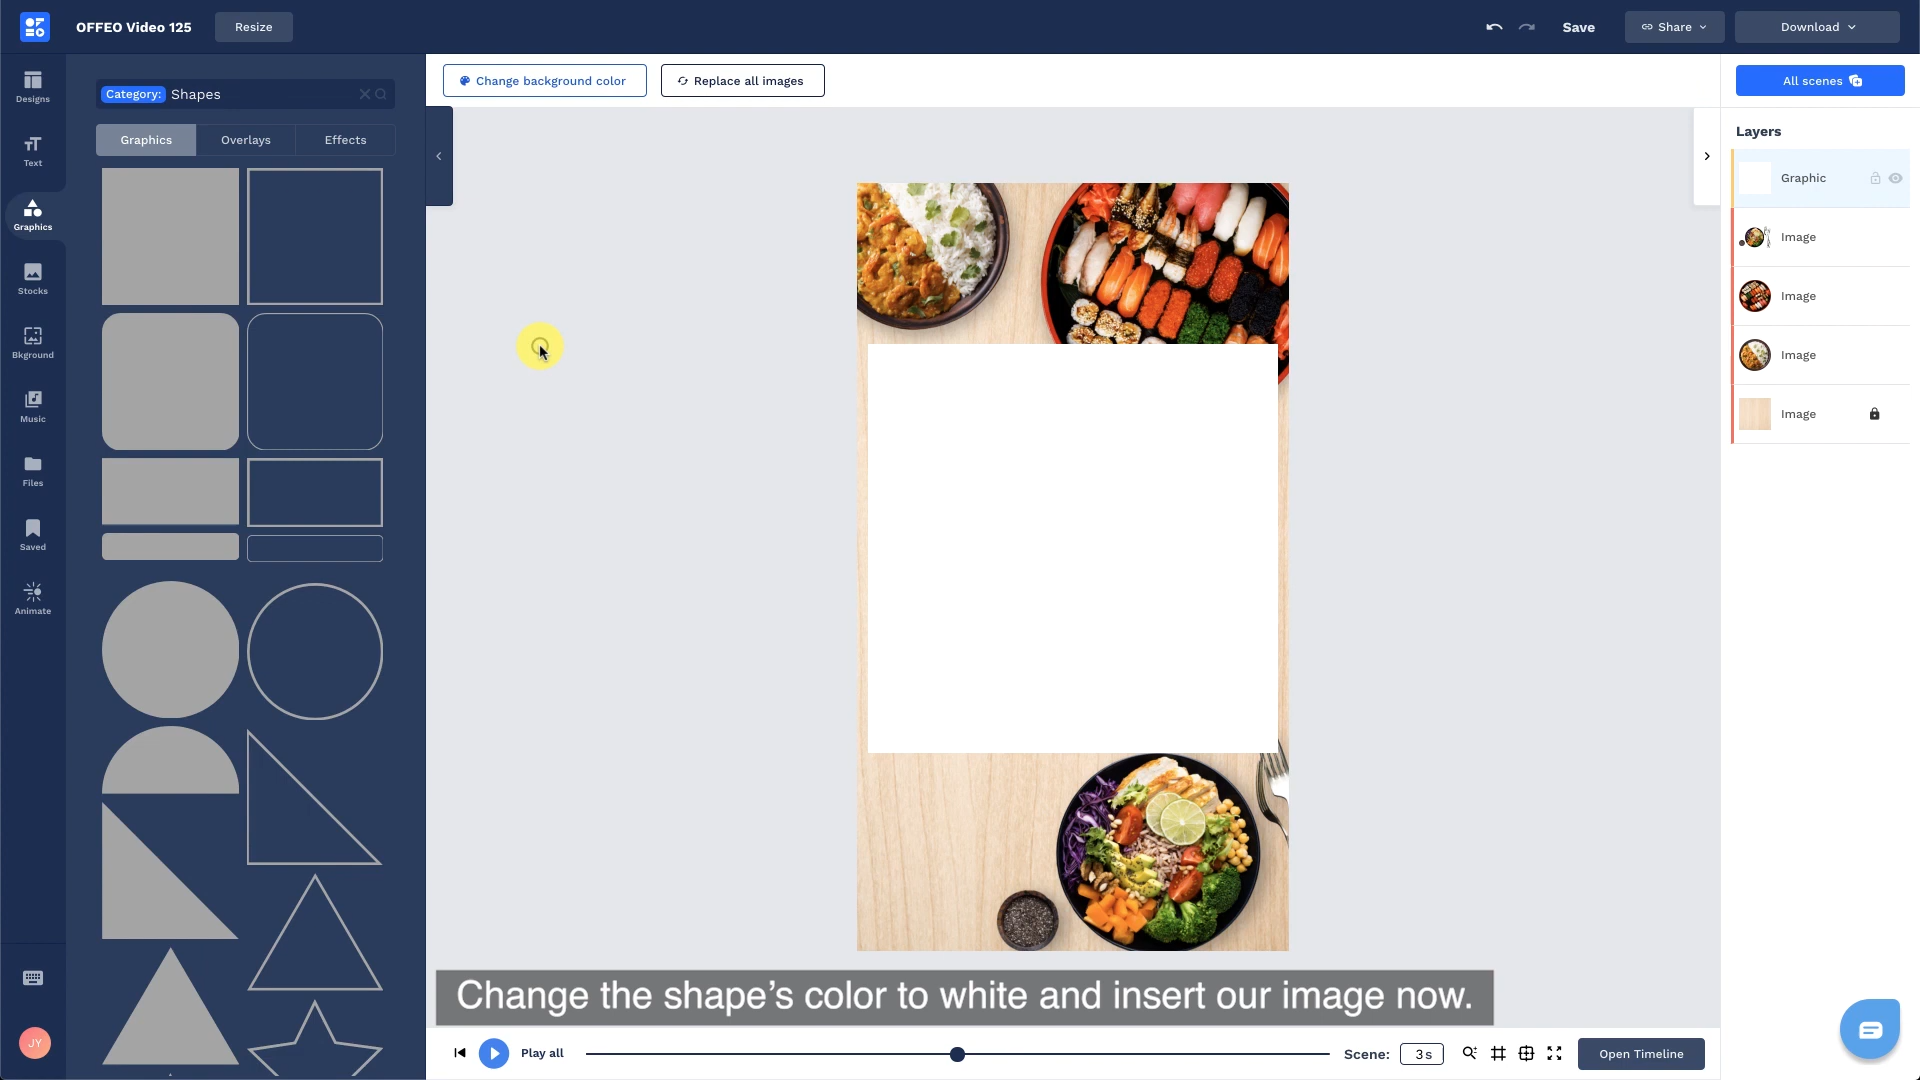 OFFEO Video 125
Resize
Save
Share
Download
Designs
Text
Graphics
Stocks
Bkground
Music
Files
Saved
Animate
JY
Category: Shapes
Graphics
Overlays
Effects
Change background color
Replace all images
All scenes
Layers
Graphic
Image
Image
Image
Image
Change the shape's color to white and insert our image now.
Play all
Scene:
3 s
Open Timeline